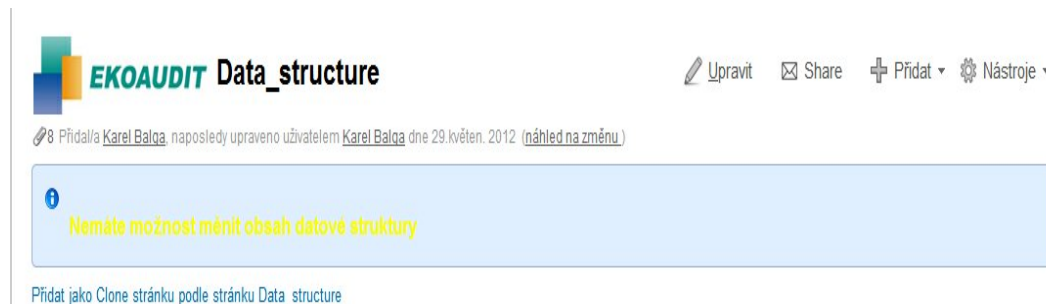 EKOAUDIT Data_structure
Upravit Share Přidat Nástroje
8 Přidal/a Karel Balga, naposledy upraveno uživatelem Karel Balga dne 29.květen. 2012 (náhled na změnu )
Nemáte možnost měnit obsah datové struktury
Přidat jako Clone stránku podle stránku Data_structure